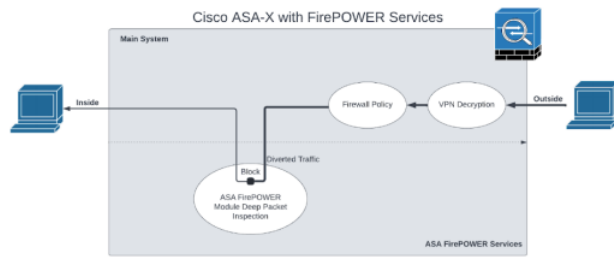 Cisco ASA-X with FirePOWER Services
Main System
Inside
Firewall Policy
VPN Decryption
Outside
Diverted Traffic
Block
ASA FirePOWER
Module Deep Packet
Inspection
ASA FirePOWER Services